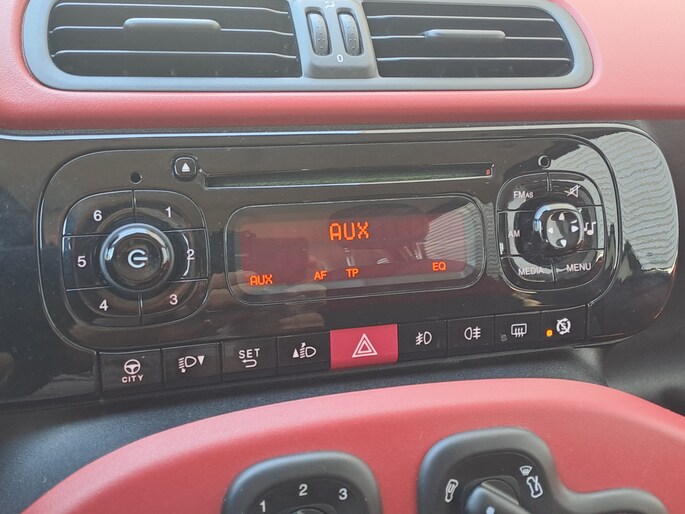 0
6 1
FMAS
5 2
AUX
AM
4 3
AUX AF TP EQ
MEDIA MENU
CITY
SET
1 2 3